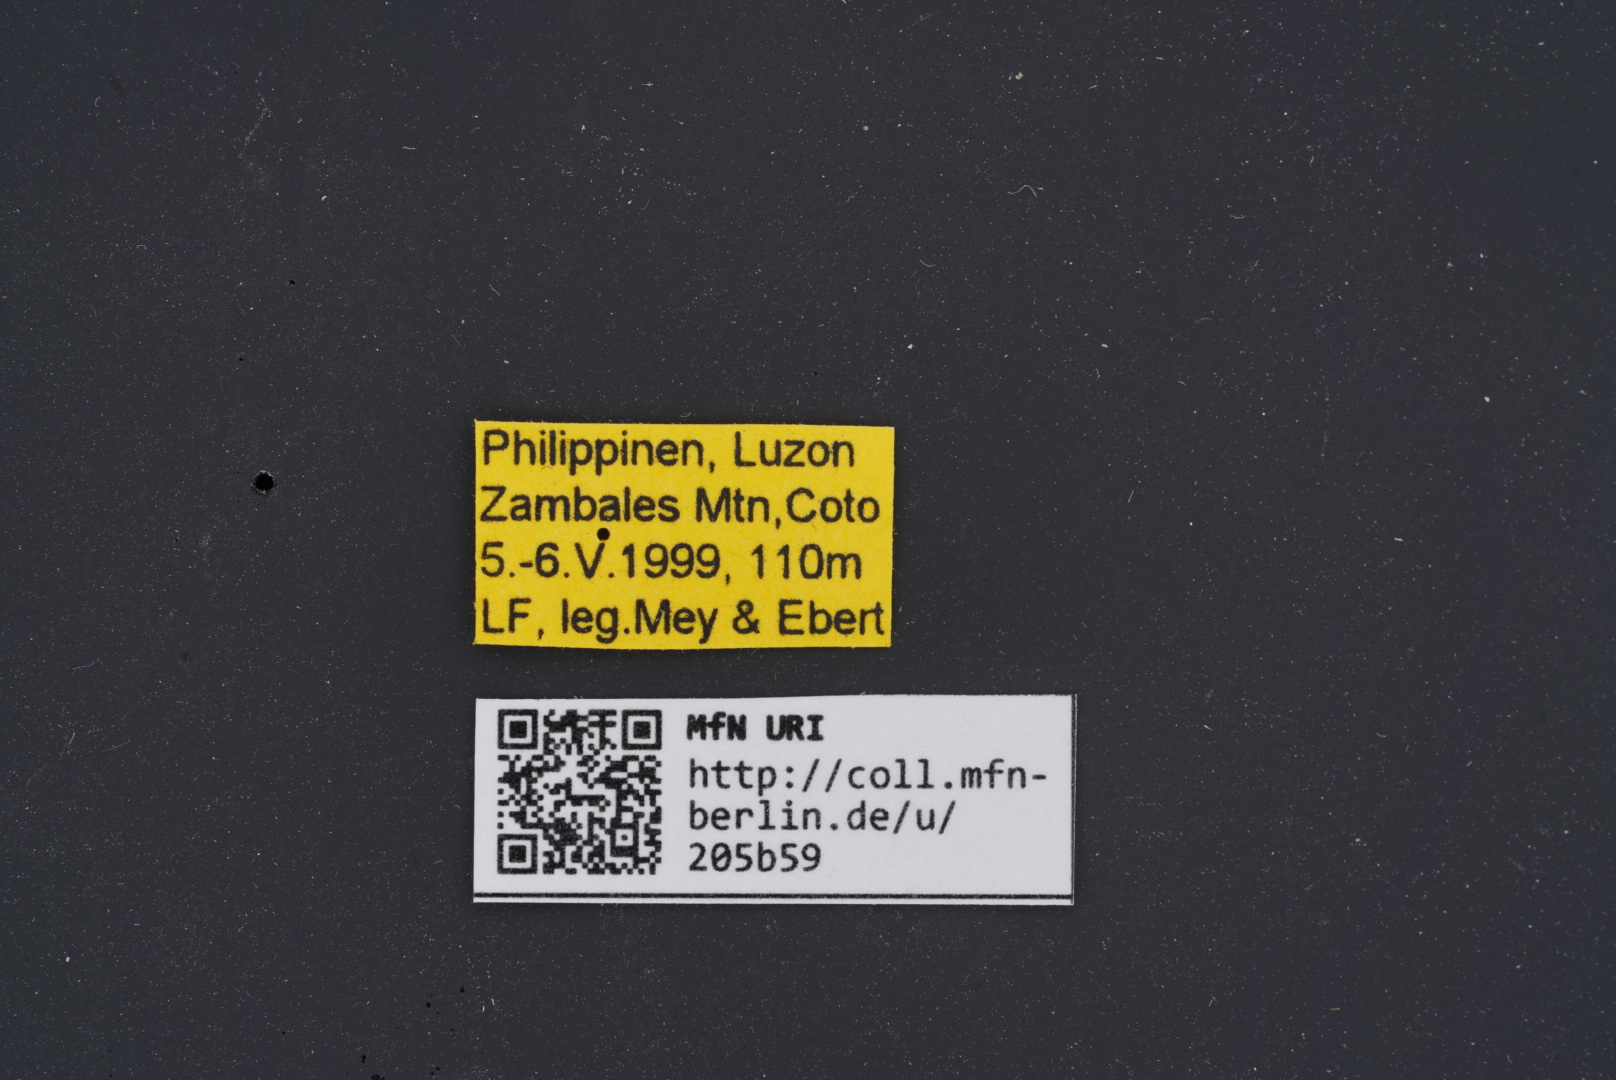 Philippinen, Luzon
Zambales Mtn,Coto
5.-6.V.1999, 110m
LF, leg.Mey & Ebert
MfN URI
http://coll.mfn-
berlin.de/u/
205b59